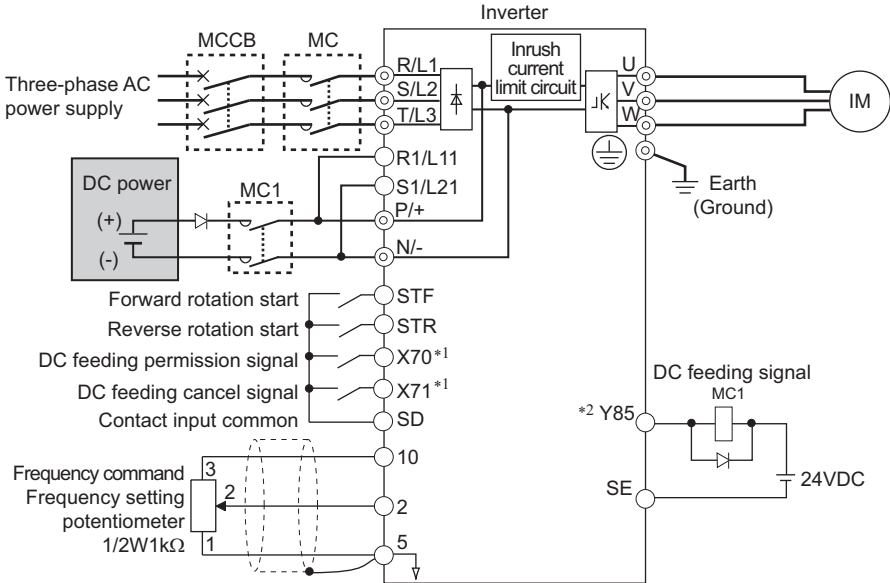 Inverter
MCCB
MC
Three-phase AC
power supply
R/L1
S/L2
T/L3
Inrush
current
limit circuit
U
V
W
IM
R1/L11
S1/L21
P/+
N/-
DC power
(+)
(-)
MC1
Earth
(Ground)
Forward rotation start
STF
Reverse rotation start
STR
DC feeding permission signal
X70*1
DC feeding cancel signal
X71*1
Contact input common
SD
DC feeding signal
MC1
*2 Y85
24VDC
SE
Frequency command
Frequency setting
potentiometer
1/2W1kΩ
3
2
1
10
2
5